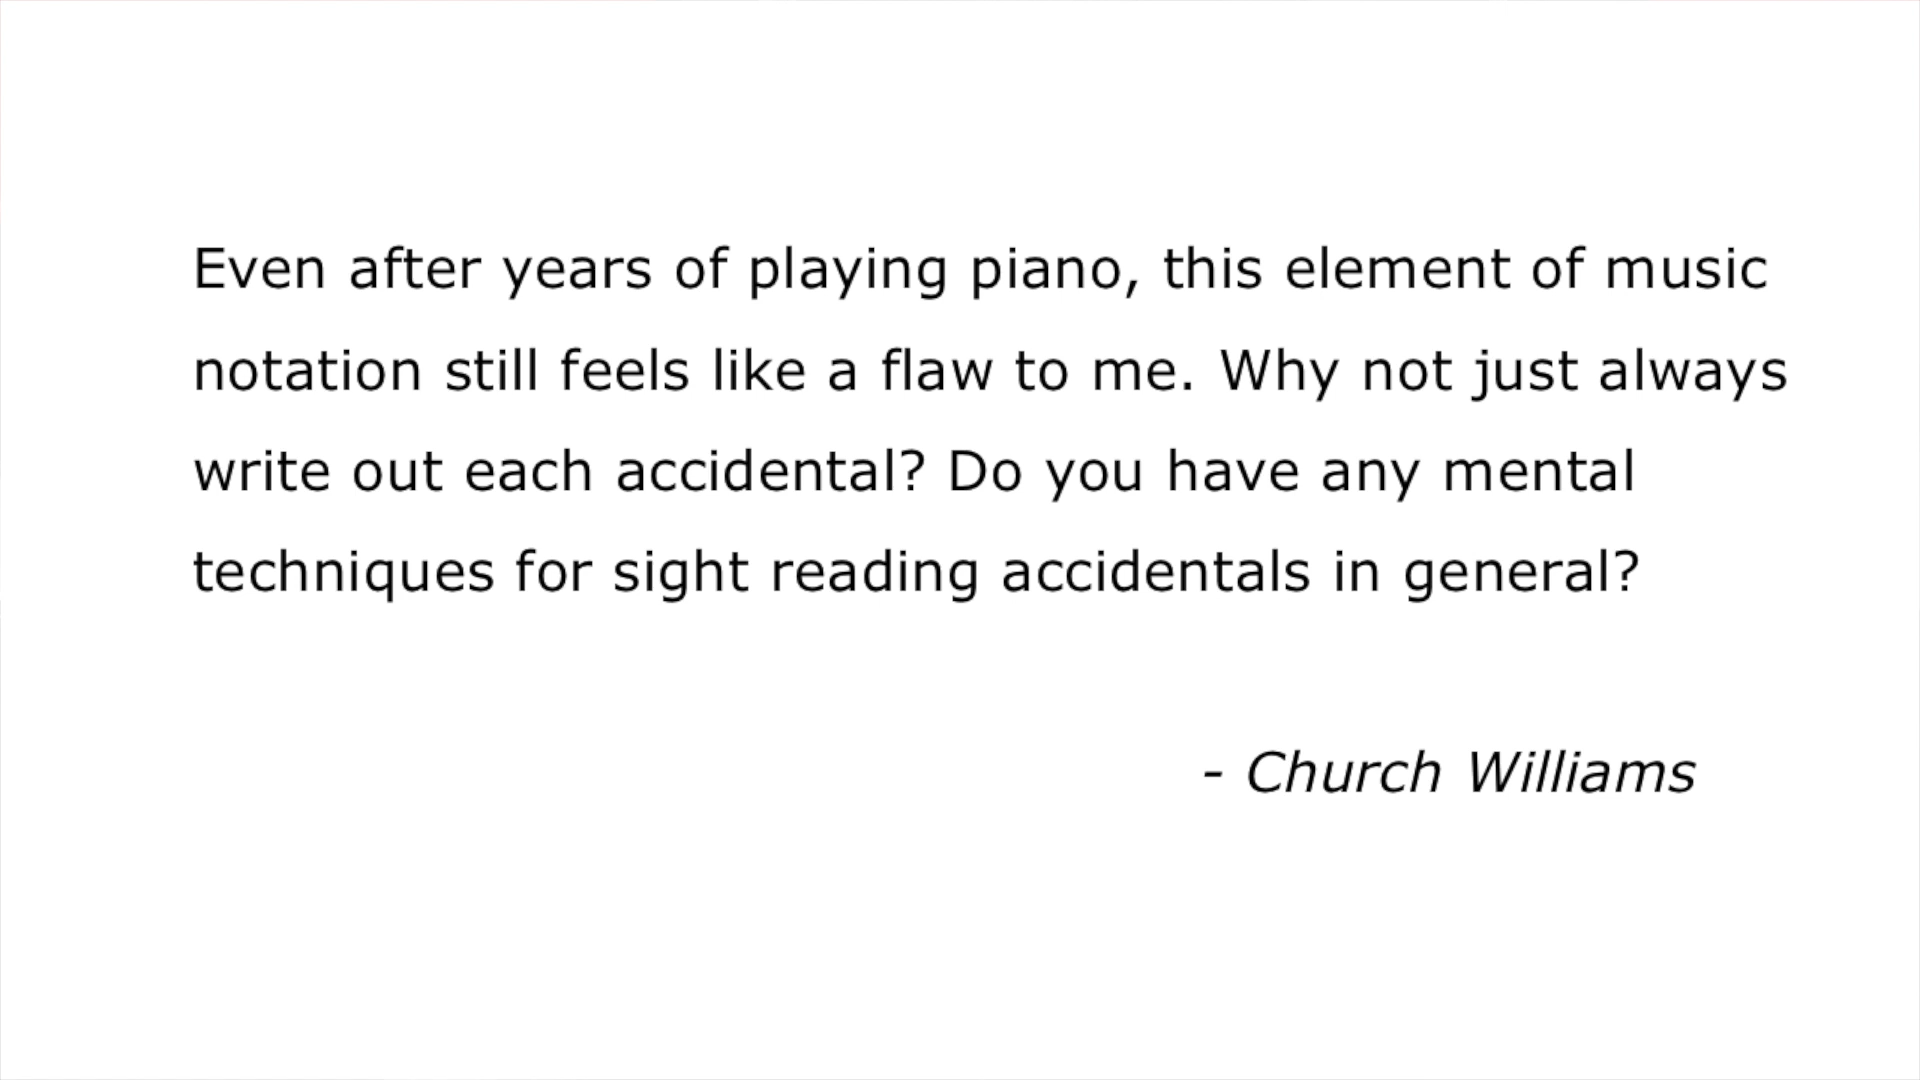 Even after years of playing piano, this element of music
notation still feels like a flaw to me. Why not just always
write out each accidental? Do you have any mental
techniques for sight reading accidentals in general?
- Church Williams